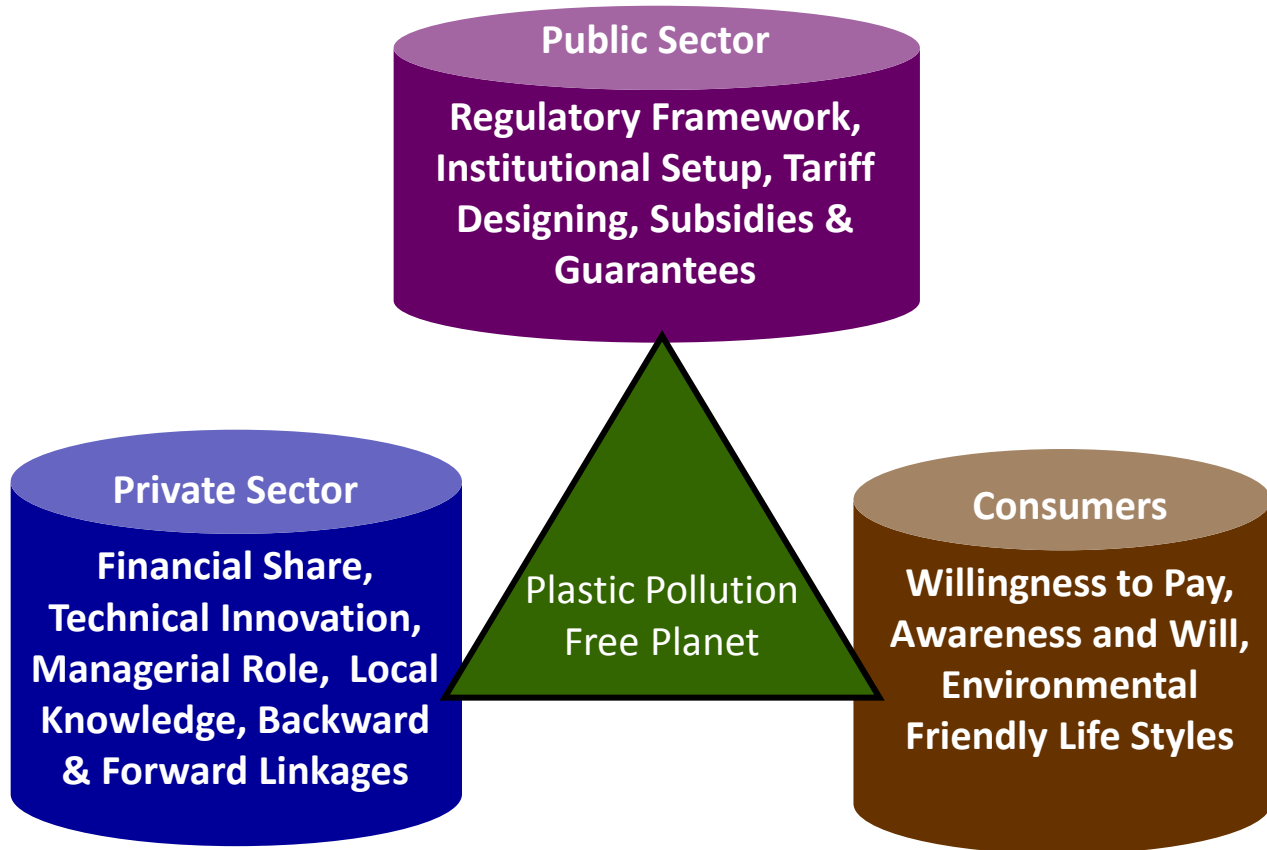 Public Sector
Regulatory Framework,
Institutional Setup, Tariff
Designing, Subsidies &
Guarantees
Private Sector
Financial Share,
Technical Innovation,
Managerial Role,  Local
Knowledge, Backward
& Forward Linkages
Plastic Pollution
Free Planet
Consumers
Willingness to Pay,
Awareness and Will,
Environmental
Friendly Life Styles